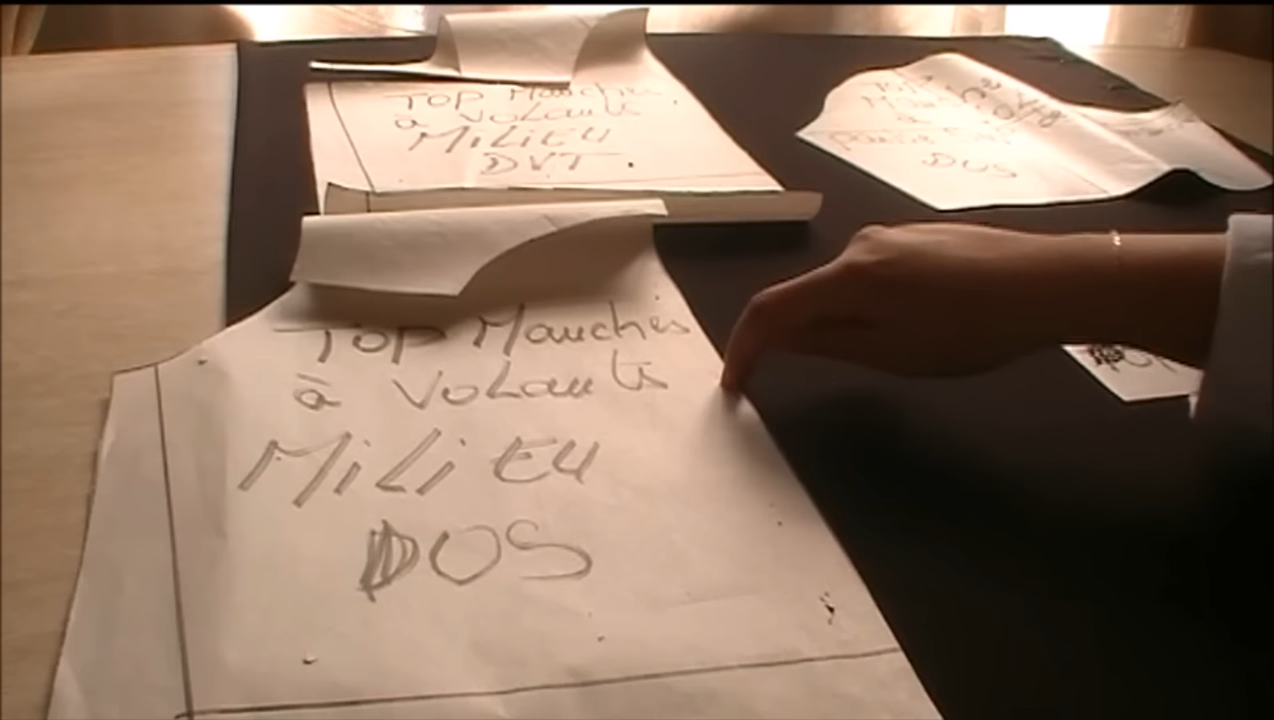 TOP Manches
à Volants
MiLiEU
DVT.
DOS
TOP Manches
à Volants
MiLiEU
DOS